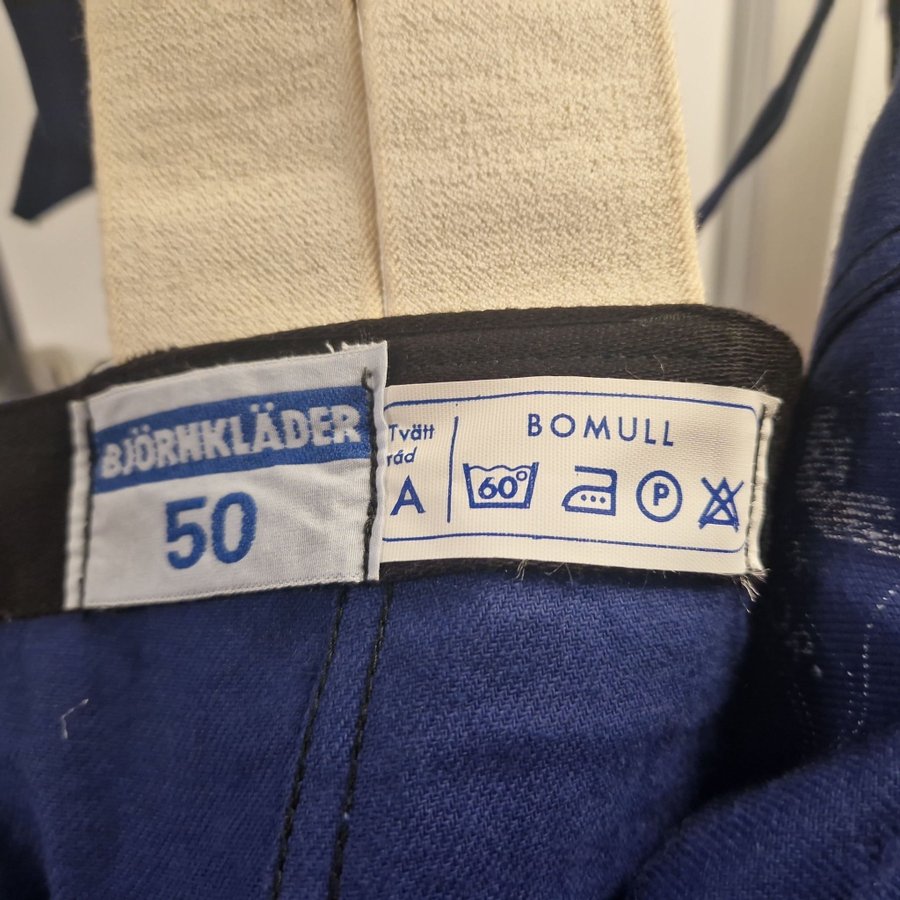 BJÖRNKLÄDER
50
Tvätt
råd
A
BOMULL
60°
P